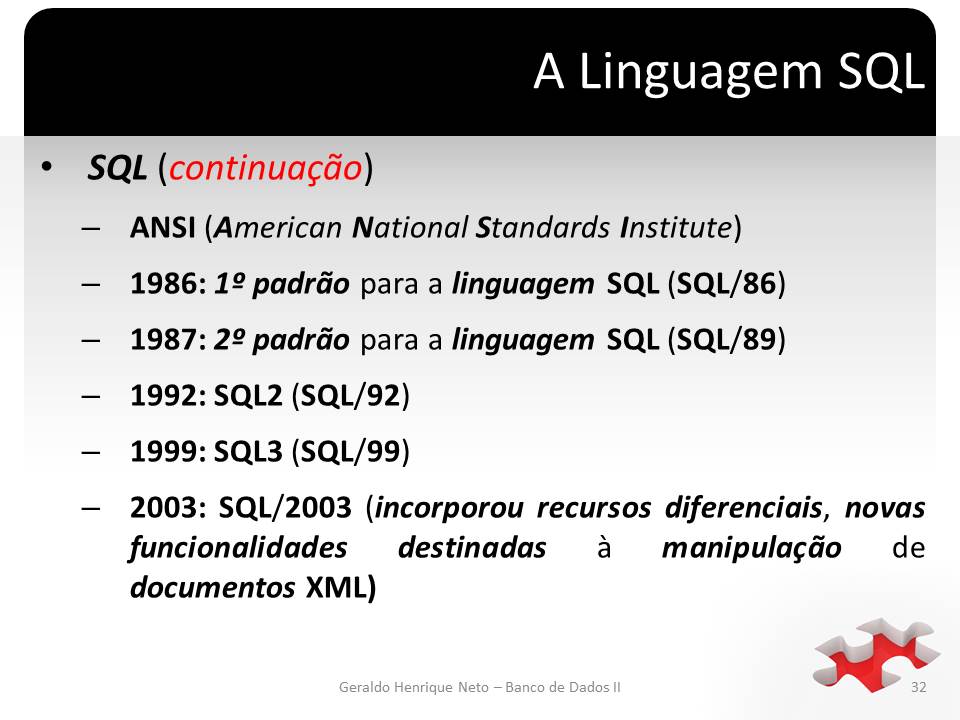 A Linguagem SQL
• SQL (continuação)
– ANSI (American National Standards Institute)
– 1986: 1º padrão para a linguagem SQL (SQL/86)
– 1987: 2º padrão para a linguagem SQL (SQL/89)
– 1992: SQL2 (SQL/92)
– 1999: SQL3 (SQL/99)
– 2003: SQL/2003 (incorporou recursos diferenciais, novas
funcionalidades destinadas à manipulação de
documentos XML)
Geraldo Henrique Neto – Banco de Dados II
32